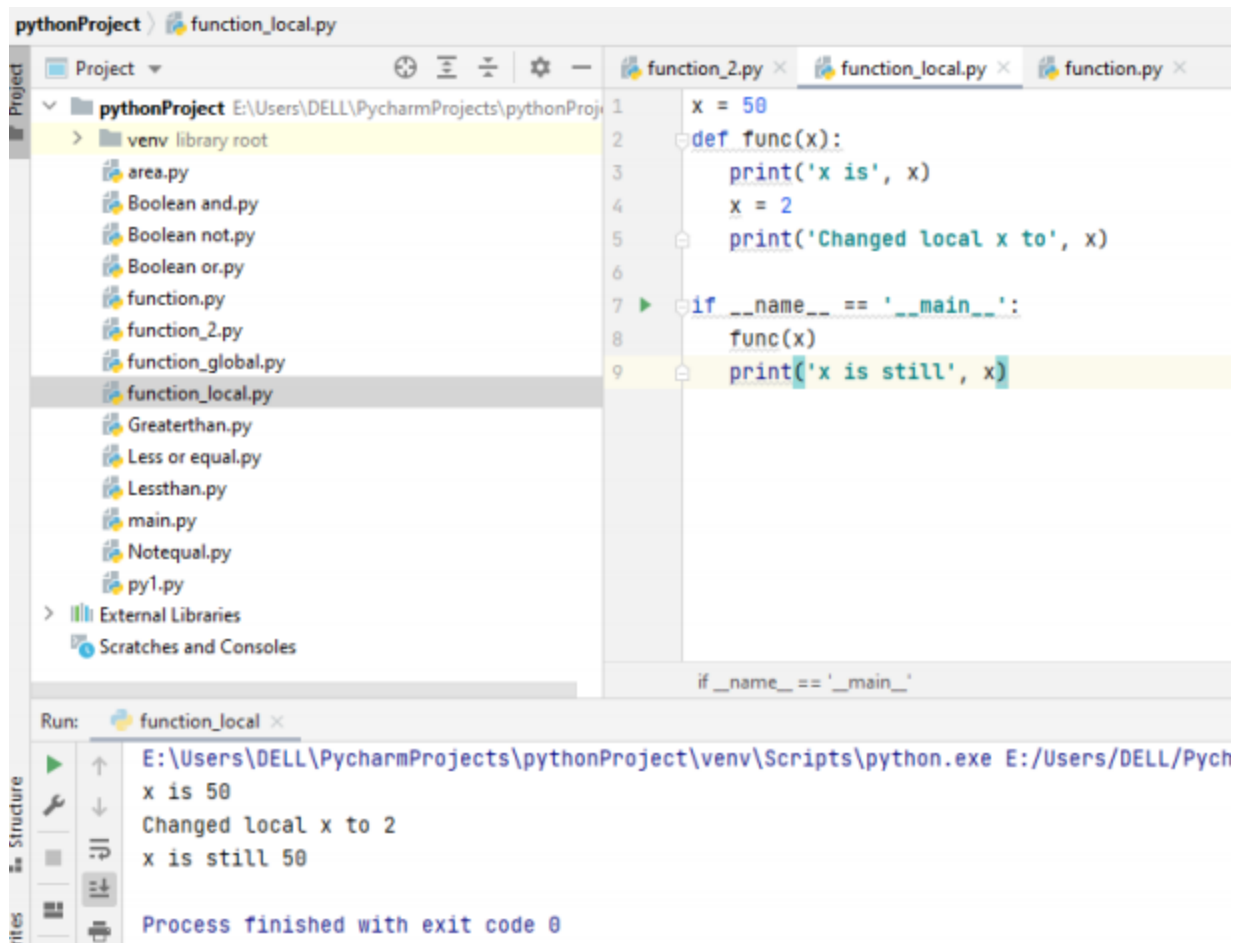 pythonProject function_local.py
Project
Project
function_2.py
function_local.py
function.py
pythonProject E:\Users\DELL\PycharmProjects\pythonProj
venv library root
area.py
Boolean and.py
Boolean not.py
Boolean or.py
function.py
function_2.py
function_global.py
function_local.py
Greaterthan.py
Less or equal.py
Lessthan.py
main.py
Notequal.py
py1.py
External Libraries
Scratches and Consoles
1 x = 50
2 def func(x):
3 print('x is', x)
4 x = 2
5 print('Changed local x to', x)
6
7 if __name__ == '__main__':
8 func(x)
9 print('x is still', x)
if __name__ == '__main__'
Run: function_local
E:\Users\DELL\PycharmProjects\pythonProject\venv\Scripts\python.exe E:/Users/DELL/Pych
x is 50
Changed local x to 2
x is still 50
Process finished with exit code 0
Structure
rites